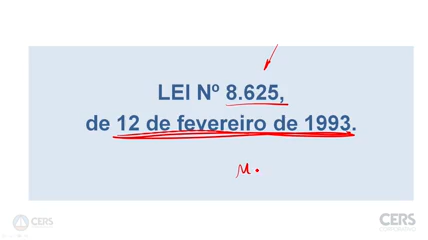 LEI Nº 8.625,
de 12 de fevereiro de 1993.
M.
CERS
CERS